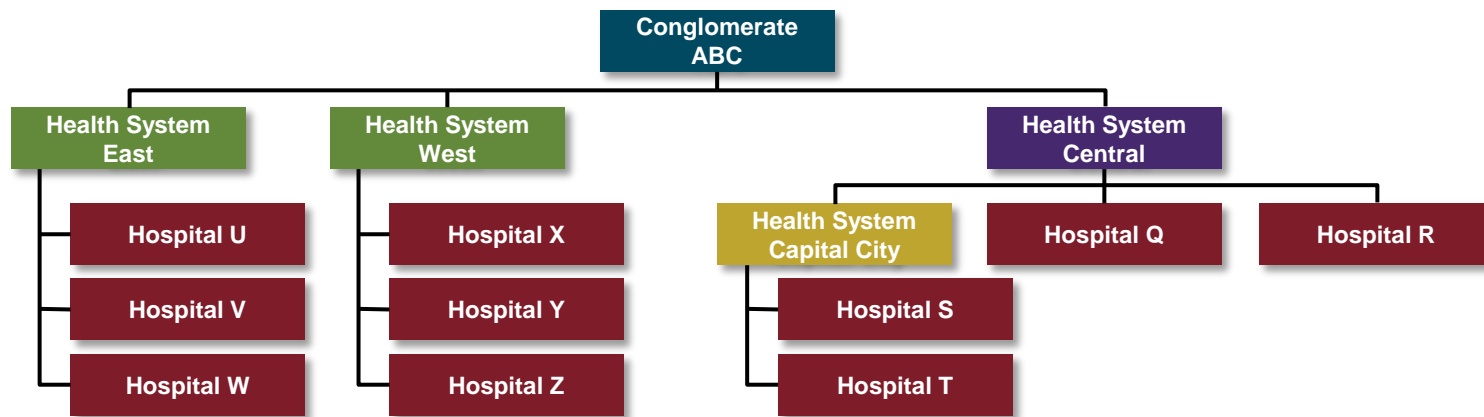 Conglomerate
ABC
Health System
East
Health System
West
Health System
Central
Hospital U
Hospital V
Hospital W
Hospital X
Hospital Y
Hospital Z
Health System
Capital City
Hospital S
Hospital T
Hospital Q
Hospital R